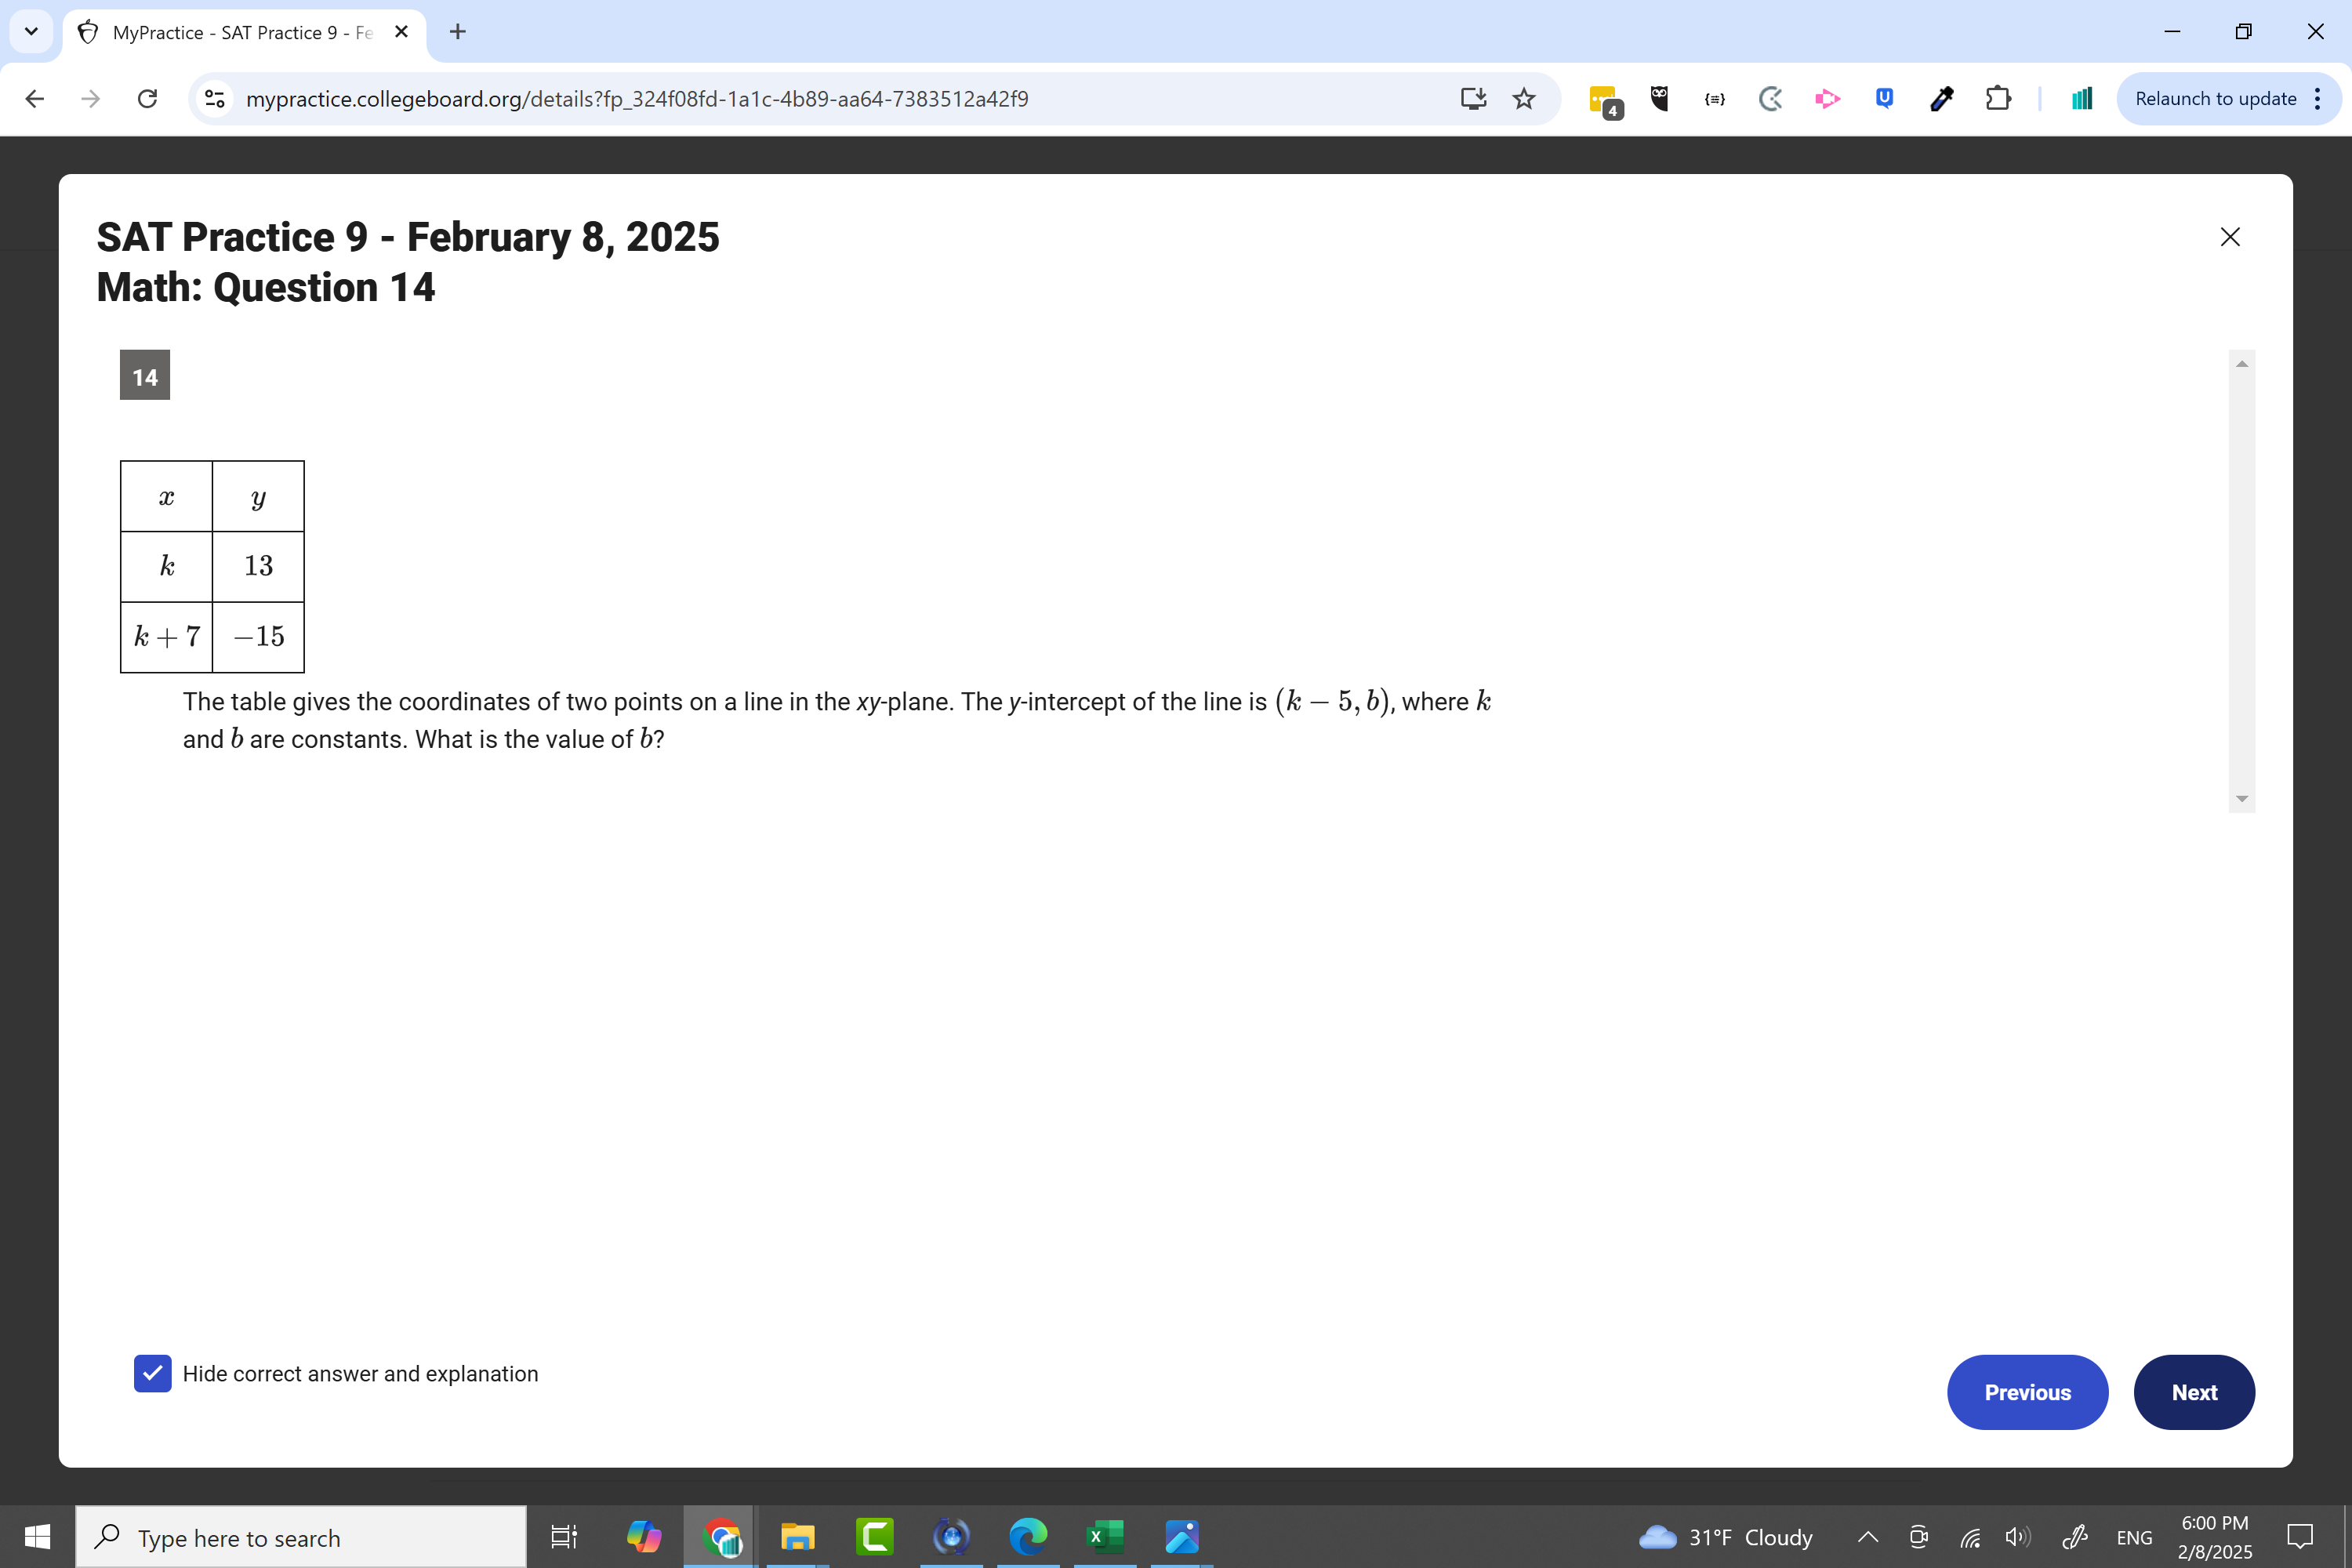 MyPractice - SAT Practice 9 - Fe
mypractice.collegeboard.org/details?fp_324f08fd-1a1c-4b89-aa64-7383512a42f9
4
Relaunch to update
SAT Practice 9 - February 8, 2025
Math: Question 14
14
x y
k 13
k + 7 −15
The table gives the coordinates of two points on a line in the xy-plane. The y-intercept of the line is (k − 5, b), where k
and b are constants. What is the value of b?
Hide correct answer and explanation
Previous
Next
Type here to search
31°F Cloudy
ENG
6:00 PM
2/8/2025